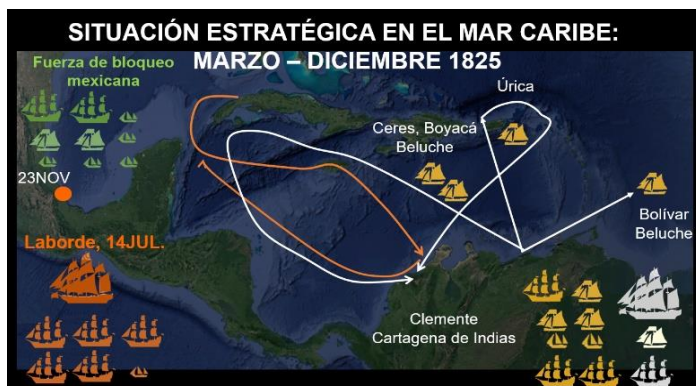 SITUACIÓN ESTRATÉGICA EN EL MAR CARIBE:
MARZO – DICIEMBRE 1825
Fuerza de bloqueo
mexicana
Úrica
Ceres, Boyacá
Beluche
23NOV
Bolívar
Beluche
Laborde, 14JUL.
Clemente
Cartagena de Indias